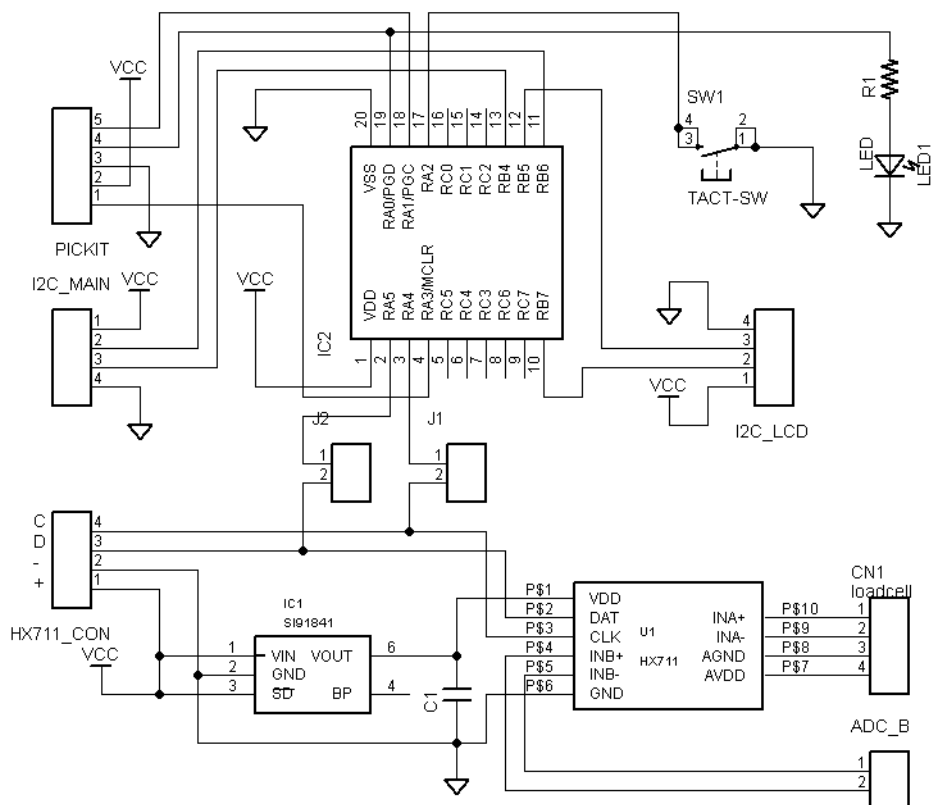 VCC
R1
SW1
5
4
3
2
1
PICKIT
20
19
18
17
16
15
14
13
12
11
4
3
2
1
TACT-SW
LED
LED1
VSS
RA0/PGD
RA1/PGC
RA2
RC0
RC1
RC2
RB4
RB5
RB6
VDD
RA5
RA4
RA3/MCLR
RC5
RC4
RC3
RC6
RC7
RB7
IC2
1
2
3
4
5
6
7
8
9
10
I2C_MAIN
VCC
VCC
1
2
3
4
4
3
2
1
VCC
I2C_LCD
J2
J1
1
2
1
2
C
D
-
+
4
3
2
1
HX711_CON
VCC
IC1
SI91841
1
2
3
VIN
GND
SD
VOUT
BP
6
4
C1
P$1
P$2
P$3
P$4
P$5
P$6
VDD
DAT
CLK
INB+
INB-
GND
U1
HX711
INA+
INA-
AGND
AVDD
P$10
P$9
P$8
P$7
CN1
loadcell
1
2
3
4
ADC_B
1
2